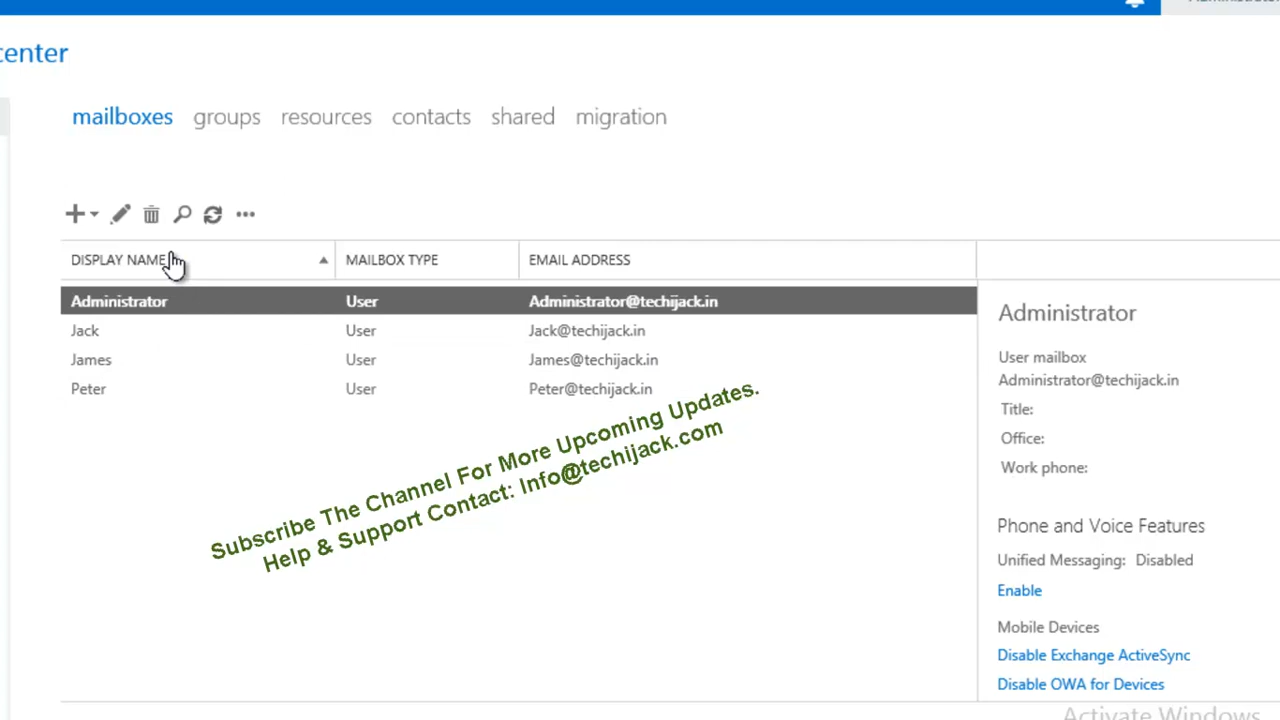 Administrator
center
mailboxes groups resources contacts shared migration
DISPLAY NAME MAILBOX TYPE EMAIL ADDRESS
Administrator User Administrator@techijack.in
Jack User Jack@techijack.in
James User James@techijack.in
Peter User Peter@techijack.in
Subscribe The Channel For More Upcoming Updates.
Help & Support Contact: Info@techijack.com
Administrator
User mailbox
Administrator@techijack.in
Title:
Office:
Work phone:
Phone and Voice Features
Unified Messaging: Disabled
Enable
Mobile Devices
Disable Exchange ActiveSync
Disable OWA for Devices
Activate Windows